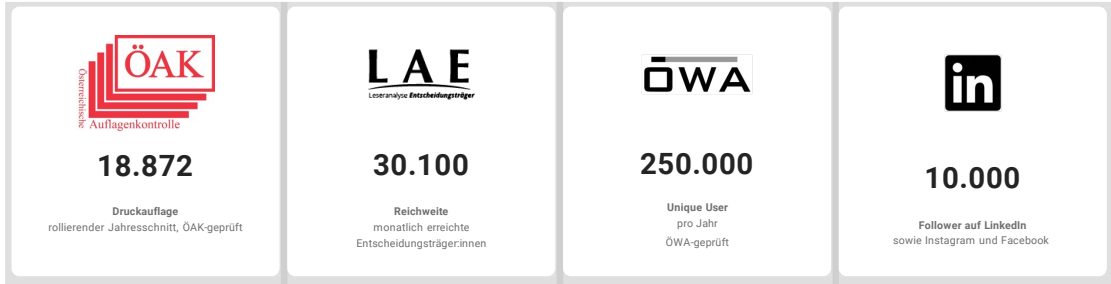 ÖAK
Österreichische
Auflagenkontrolle
18.872
Druckauflage
rollierender Jahresschnitt, ÖAK-geprüft
LAE
Leseranalyse Entscheidungsträger
30.100
Reichweite
monatlich erreichte
Entscheidungsträger:innen
ÖWA
250.000
Unique User
pro Jahr
ÖWA-geprüft
in
10.000
Follower auf LinkedIn
sowie Instagram und Facebook